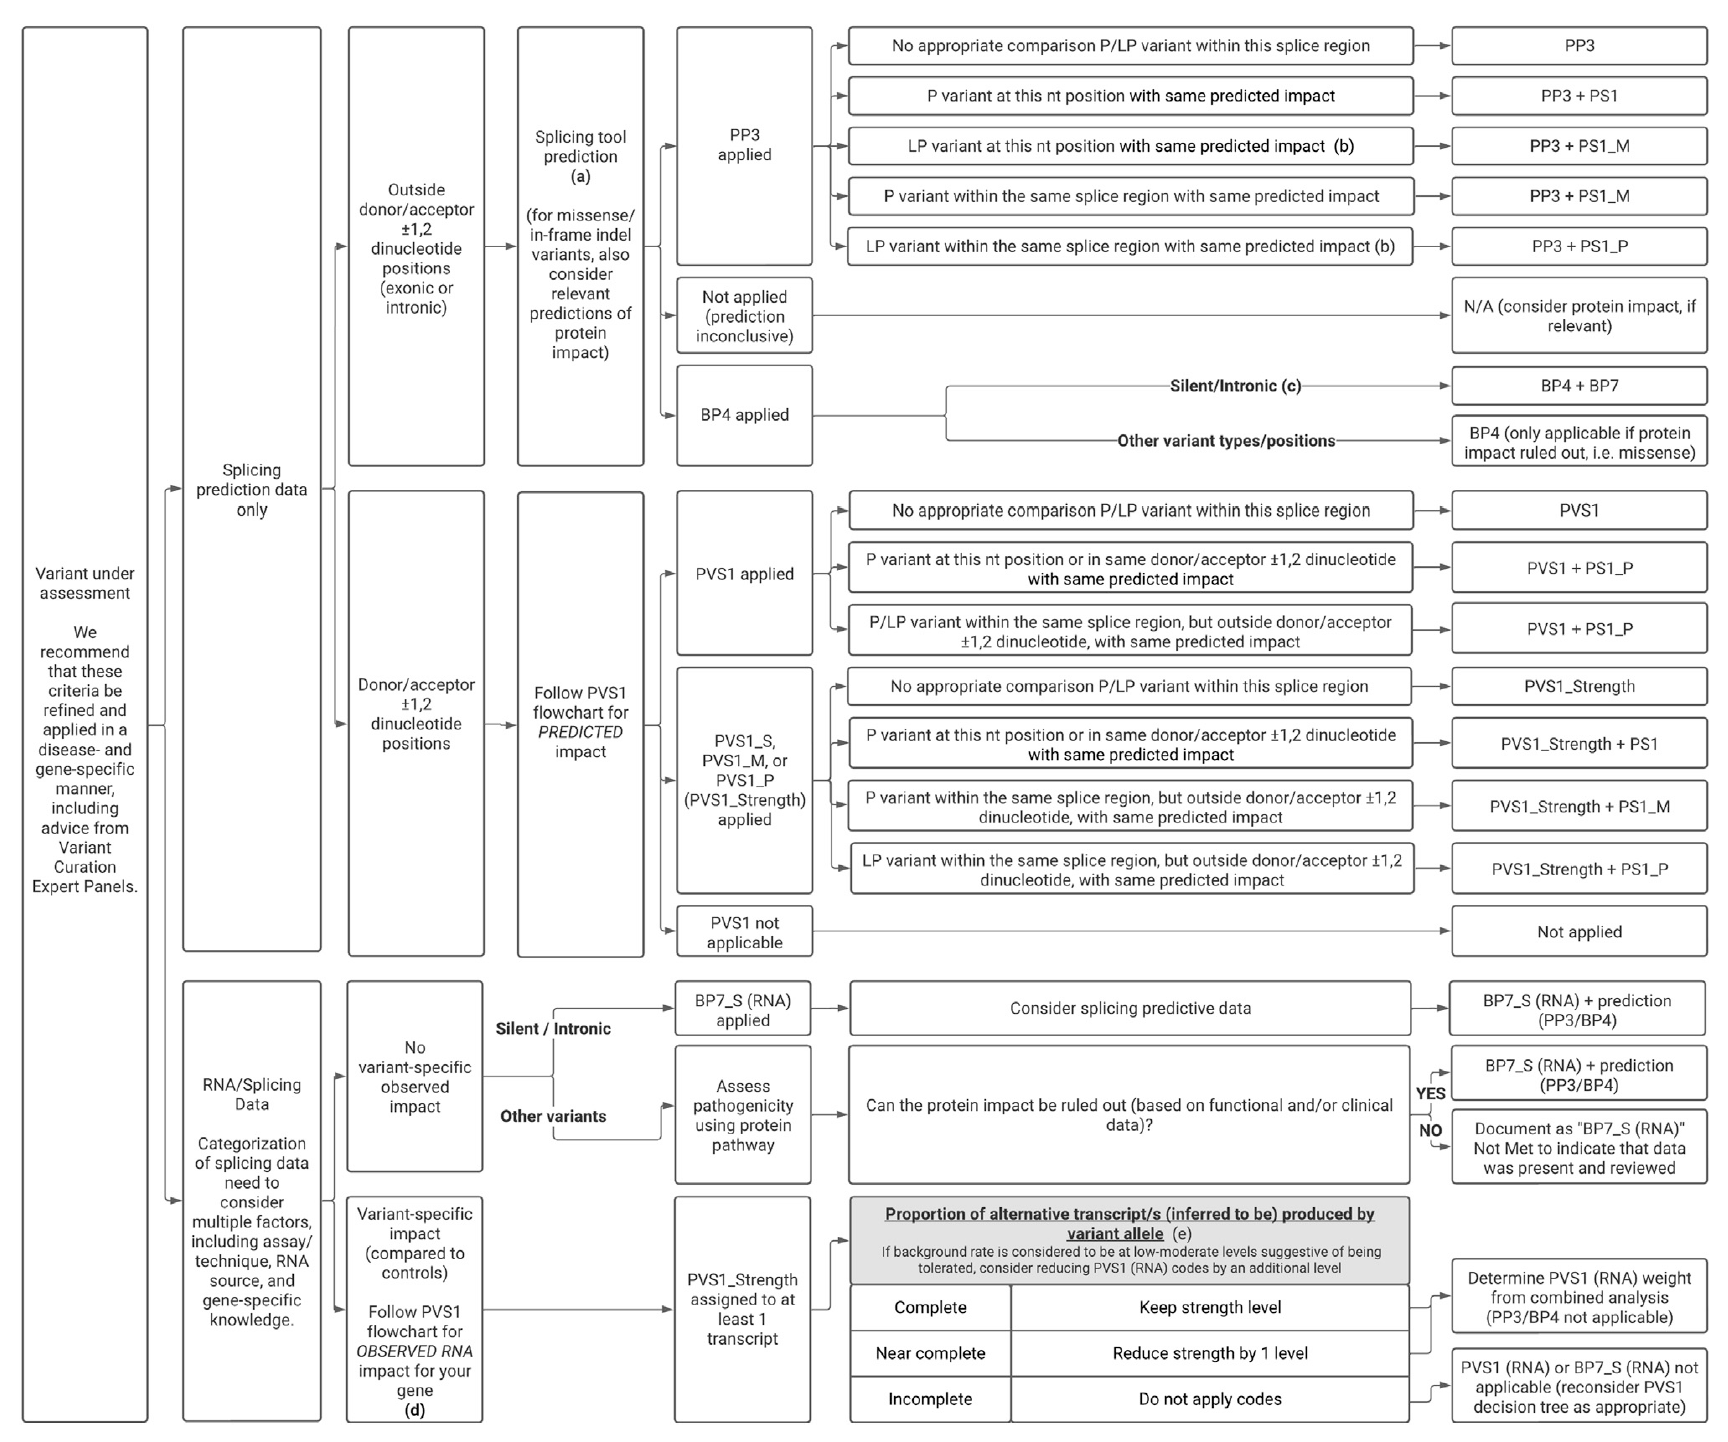 Variant under
assessment
We
recommend
that these
criteria be
refined and
applied in a
disease- and
gene-specific
manner,
including
advice from
Variant
Curation
Expert Panels.
Splicing
prediction data
only
Outside
donor/acceptor
±1,2
dinucleotide
positions
(exonic or
intronic)
Splicing tool
prediction
(a)
(for missense/
in-frame indel
variants, also
consider
relevant
predictions of
protein
impact)
PP3
applied
No appropriate comparison P/LP variant within this splice region
PP3
P variant at this nt position with same predicted impact
PP3 + PS1
LP variant at this nt position with same predicted impact (b)
PP3 + PS1_M
P variant within the same splice region with same predicted impact
PP3 + PS1_M
LP variant within the same splice region with same predicted impact (b)
PP3 + PS1_P
Not applied
(prediction
inconclusive)
N/A (consider protein impact, if
relevant)
BP4 applied
Silent/Intronic (c)
BP4 + BP7
Other variant types/positions
BP4 (only applicable if protein
impact ruled out, i.e. missense)
Donor/acceptor
±1,2
dinucleotide
positions
Follow PVS1
flowchart for
PREDICTED
impact
PVS1 applied
No appropriate comparison P/LP variant within this splice region
PVS1
P variant at this nt position or in same donor/acceptor ±1,2 dinucleotide
with same predicted impact
PVS1 + PS1_P
P/LP variant within the same splice region, but outside donor/acceptor
±1,2 dinucleotide, with same predicted impact
PVS1 + PS1_P
PVS1_S,
PVS1_M, or
PVS1_P
(PVS1_Strength)
applied
No appropriate comparison P/LP variant within this splice region
PVS1_Strength
P variant at this nt position or in same donor/acceptor ±1,2 dinucleotide
with same predicted impact
PVS1_Strength + PS1
P variant within the same splice region, but outside donor/acceptor ±1,2
dinucleotide, with same predicted impact
PVS1_Strength + PS1_M
LP variant within the same splice region, but outside donor/acceptor ±1,2
dinucleotide, with same predicted impact
PVS1_Strength + PS1_P
PVS1 not
applicable
Not applied
RNA/Splicing
Data
Categorization
of splicing data
need to
consider
multiple factors,
including assay/
technique, RNA
source, and
gene-specific
knowledge.
No
variant-specific
observed
impact
Silent / Intronic
BP7_S (RNA)
applied
Consider splicing predictive data
BP7_S (RNA) + prediction
(PP3/BP4)
Other variants
Assess
pathogenicity
using protein
pathway
Can the protein impact be ruled out (based on functional and/or clinical
data)?
YES
BP7_S (RNA) + prediction
(PP3/BP4)
NO
Document as "BP7_S (RNA)"
Not Met to indicate that data
was present and reviewed
Variant-specific
impact
(compared to
controls)
Follow PVS1
flowchart for
OBSERVED RNA
impact for your
gene
(d)
PVS1_Strength
assigned to at
least 1
transcript
Proportion of alternative transcript/s (inferred to be) produced by
variant allele (e)
If background rate is considered to be at low-moderate levels suggestive of being
tolerated, consider reducing PVS1 (RNA) codes by an additional level
Complete
Keep strength level
Near complete
Reduce strength by 1 level
Incomplete
Do not apply codes
Determine PVS1 (RNA) weight
from combined analysis
(PP3/BP4 not applicable)
PVS1 (RNA) or BP7_S (RNA) not
applicable (reconsider PVS1
decision tree as appropriate)